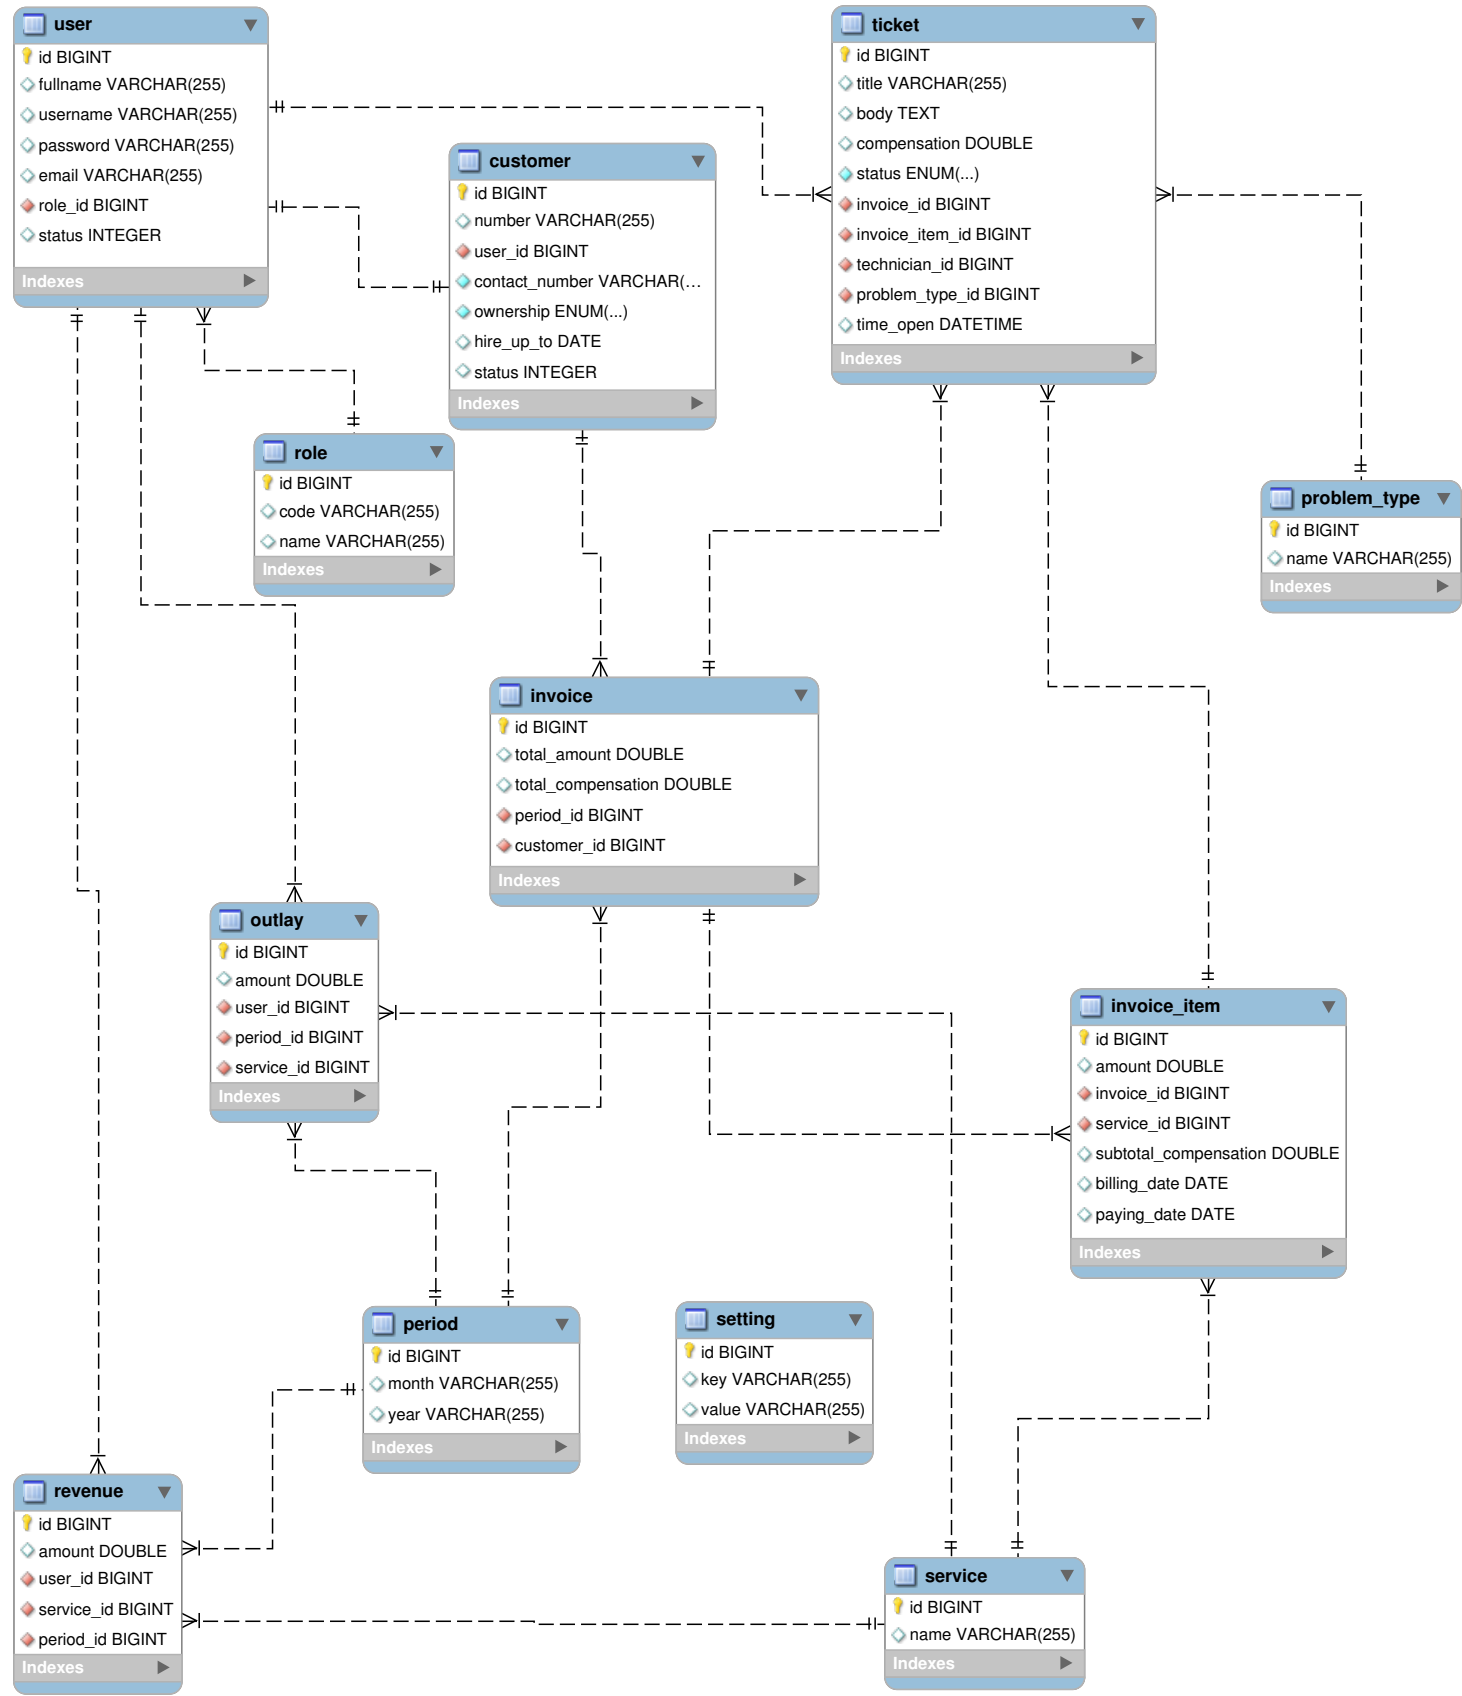 user
id BIGINT
fullname VARCHAR(255)
username VARCHAR(255)
password VARCHAR(255)
email VARCHAR(255)
role_id BIGINT
status INTEGER
Indexes
ticket
id BIGINT
title VARCHAR(255)
body TEXT
compensation DOUBLE
status ENUM(...)
invoice_id BIGINT
invoice_item_id BIGINT
technician_id BIGINT
problem_type_id BIGINT
time_open DATETIME
Indexes
customer
id BIGINT
number VARCHAR(255)
user_id BIGINT
contact_number VARCHAR(…
ownership ENUM(...)
hire_up_to DATE
status INTEGER
Indexes
role
id BIGINT
code VARCHAR(255)
name VARCHAR(255)
Indexes
problem_type
id BIGINT
name VARCHAR(255)
Indexes
invoice
id BIGINT
total_amount DOUBLE
total_compensation DOUBLE
period_id BIGINT
customer_id BIGINT
Indexes
outlay
id BIGINT
amount DOUBLE
user_id BIGINT
period_id BIGINT
service_id BIGINT
Indexes
invoice_item
id BIGINT
amount DOUBLE
invoice_id BIGINT
service_id BIGINT
subtotal_compensation DOUBLE
billing_date DATE
paying_date DATE
Indexes
period
id BIGINT
month VARCHAR(255)
year VARCHAR(255)
Indexes
setting
id BIGINT
key VARCHAR(255)
value VARCHAR(255)
Indexes
revenue
id BIGINT
amount DOUBLE
user_id BIGINT
service_id BIGINT
period_id BIGINT
Indexes
service
id BIGINT
name VARCHAR(255)
Indexes